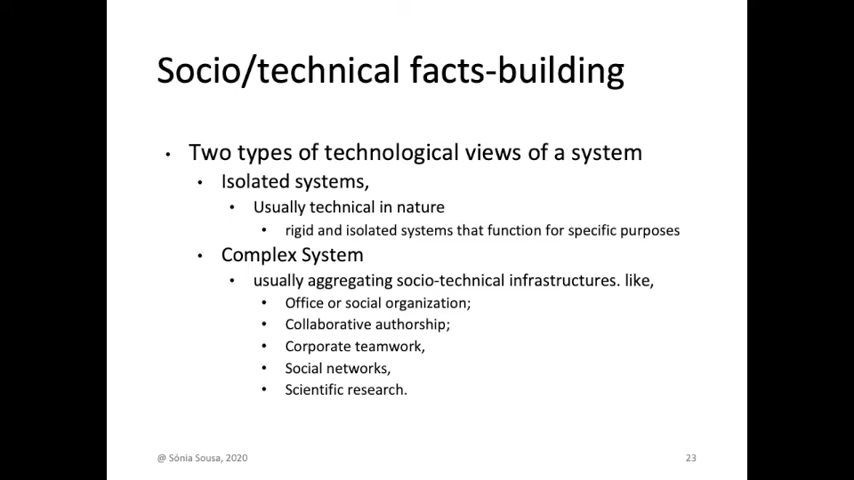 Socio/technical facts-building
• Two types of technological views of a system
• Isolated systems,
• Usually technical in nature
• rigid and isolated systems that function for specific purposes
• Complex System
• usually aggregating socio-technical infrastructures. like,
• Office or social organization;
• Collaborative authorship;
• Corporate teamwork,
• Social networks,
• Scientific research.
@ Sónia Sousa, 2020
23